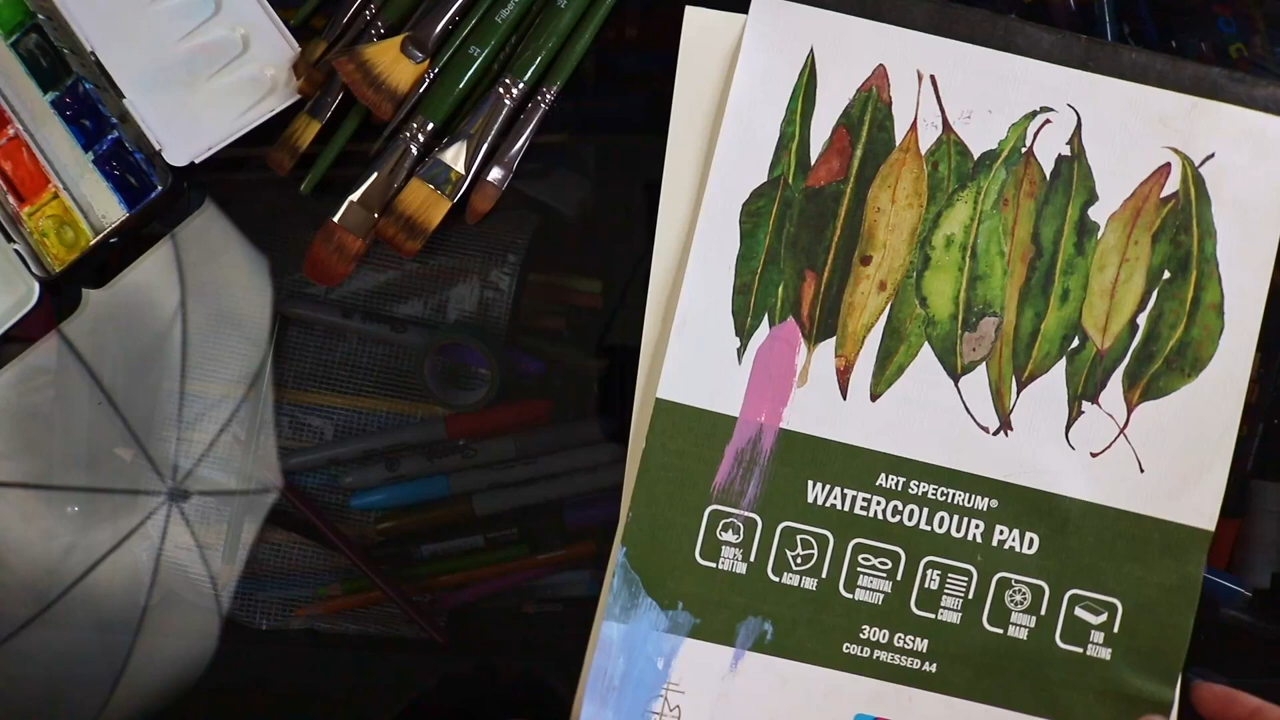 Filbert
ART SPECTRUM®
WATERCOLOUR PAD
100%
COTTON
ACID FREE
ARCHIVAL
QUALITY
15
SHEET
COUNT
MOULD
MADE
TUB
SIZING
300 GSM
COLD PRESSED A4